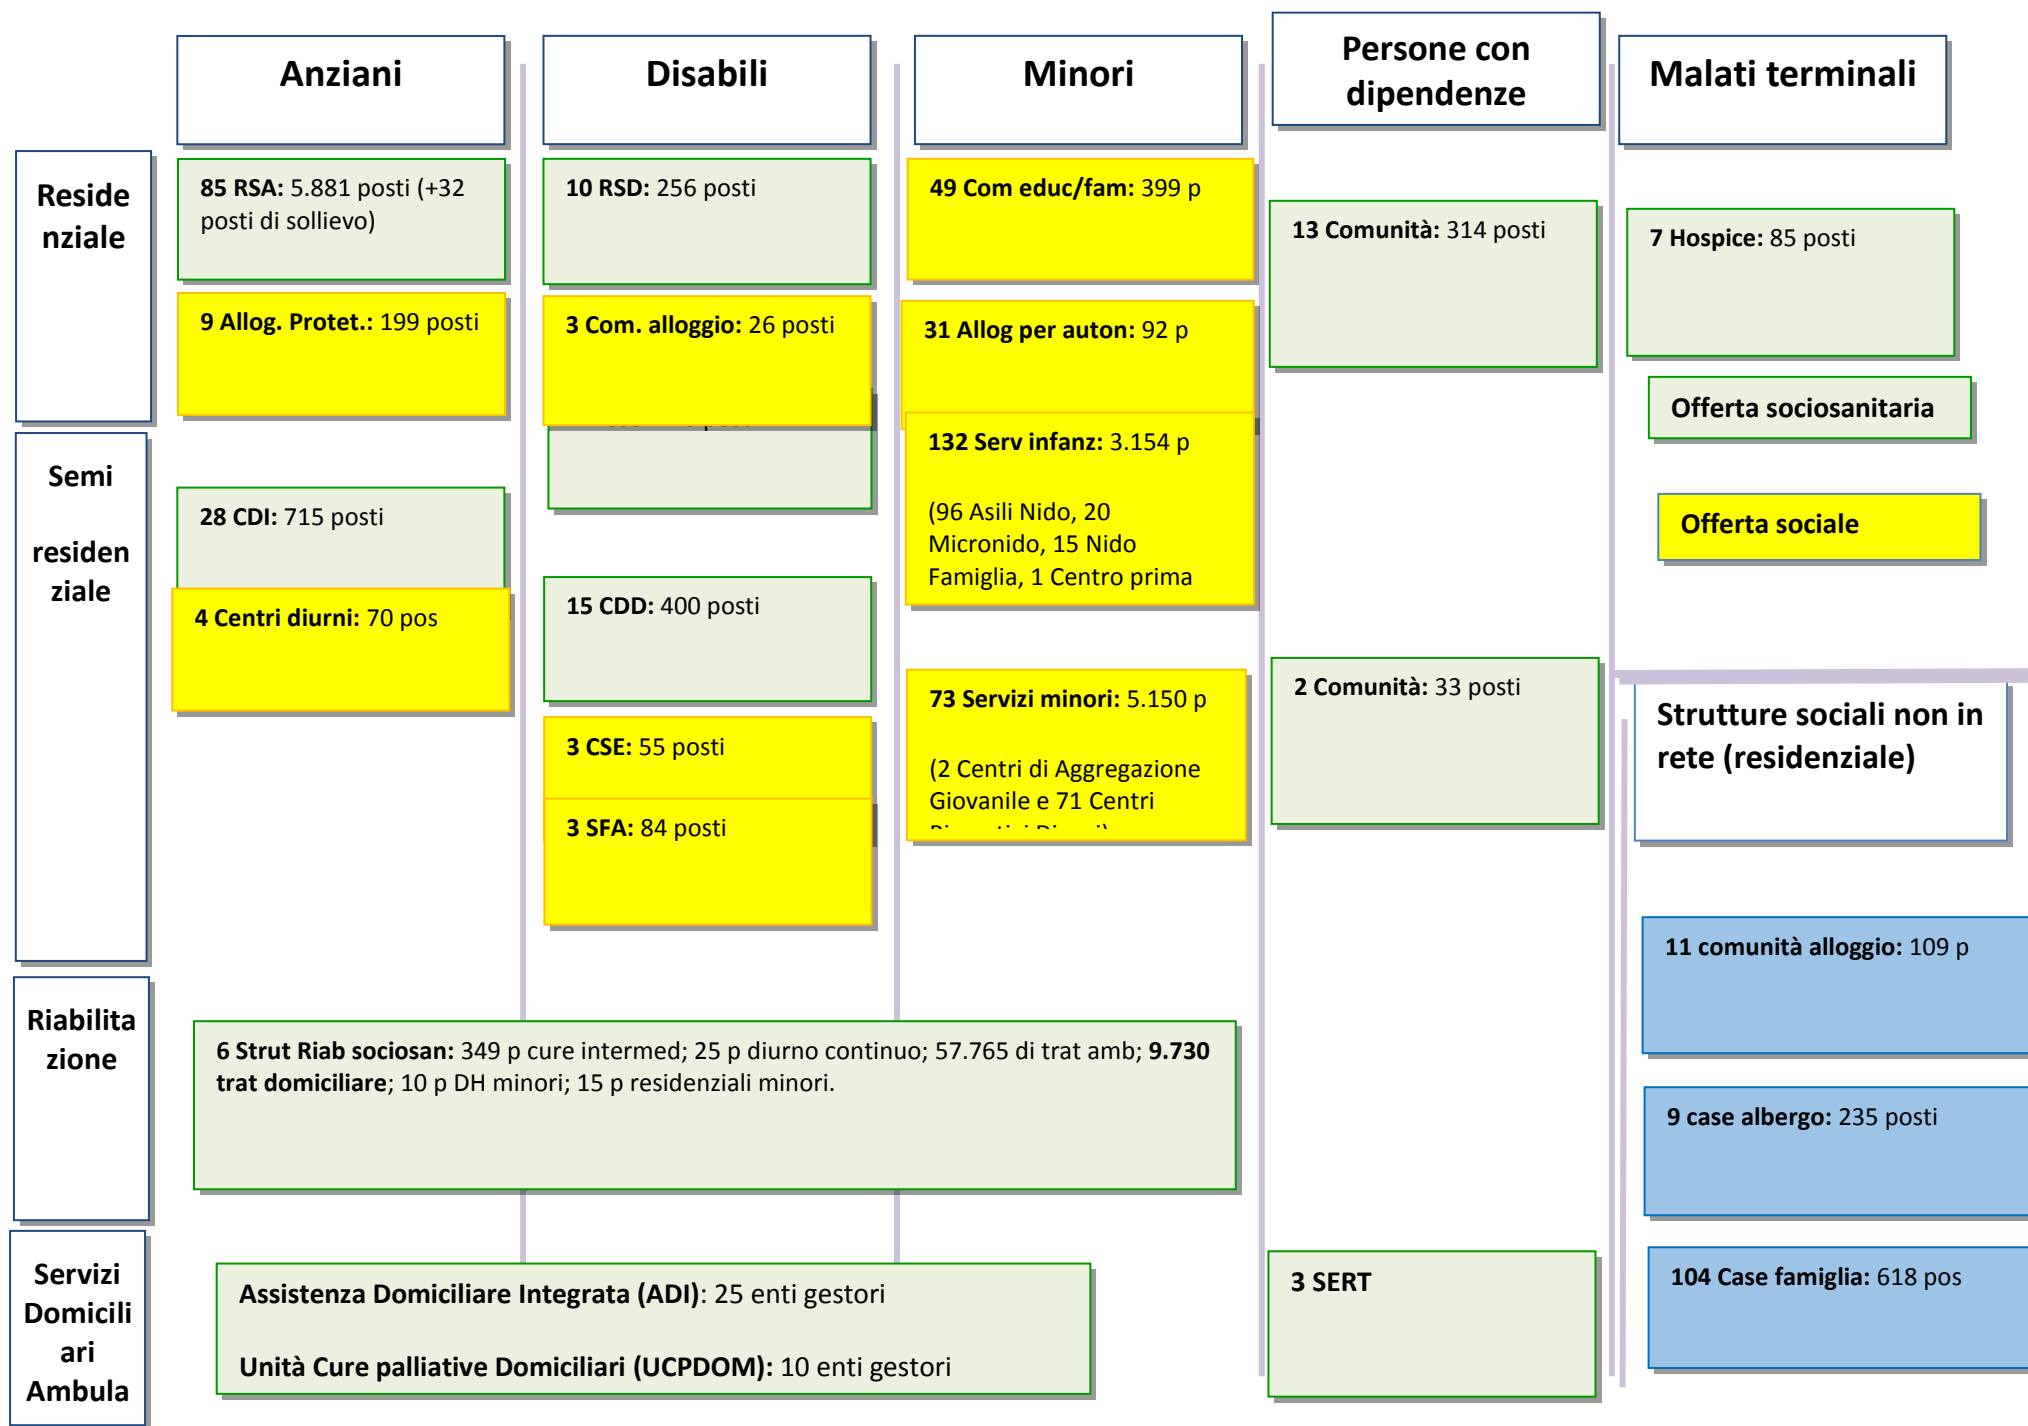 Anziani
Disabili
Minori
Persone con
dipendenze
Malati terminali
Reside
nziale
85 RSA: 5.881 posti (+32
posti di sollievo)
10 RSD: 256 posti
49 Com educ/fam: 399 p
13 Comunità: 314 posti
7 Hospice: 85 posti
9 Allog. Protet.: 199 posti
3 Com. alloggio: 26 posti
31 Allog per auton: 92 p
Offerta sociosanitaria
Semi
residen
ziale
28 CDI: 715 posti
132 Serv infanz: 3.154 p
(96 Asili Nido, 20
Micronido, 15 Nido
Famiglia, 1 Centro prima
Offerta sociale
4 Centri diurni: 70 pos
15 CDD: 400 posti
73 Servizi minori: 5.150 p
(2 Centri di Aggregazione
Giovanile e 71 Centri
2 Comunità: 33 posti
Strutture sociali non in
rete (residenziale)
3 CSE: 55 posti
3 SFA: 84 posti
11 comunità alloggio: 109 p
Riabilita
zione
6 Strut Riab sociosan: 349 p cure intermed; 25 p diurno continuo; 57.765 di trat amb; 9.730
trat domiciliare; 10 p DH minori; 15 p residenziali minori.
9 case albergo: 235 posti
Servizi
Domicili
ari
Ambula
Assistenza Domiciliare Integrata (ADI): 25 enti gestori
Unità Cure palliative Domiciliari (UCPDOM): 10 enti gestori
3 SERT
104 Case famiglia: 618 pos